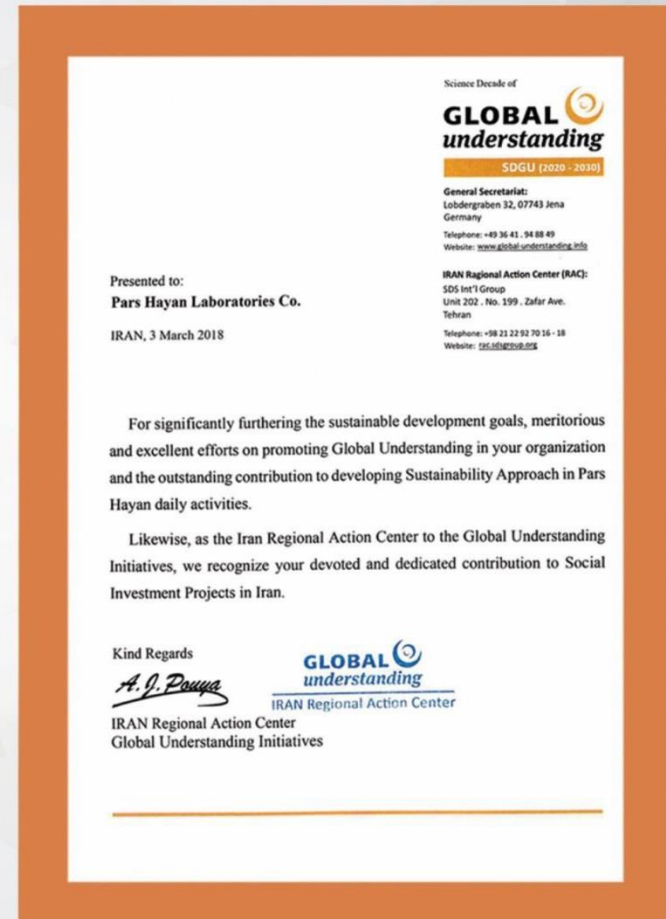 Science Decade of
GLOBAL
understanding
SDGU (2020 - 2030)
General Secretariat:
Lobdergraben 32, 07743 Jena
Germany
Telephone: +49 36 41 . 94 88 49
Website: www.global-understanding.info
IRAN Ragional Action Center (RAC):
SDS Int'l Group
Unit 202 . No. 199 . Zafar Ave.
Tehran
Telephone: +98 21 22 92 70 16 - 18
Website: rac.sdsgroup.org
Presented to:
Pars Hayan Laboratories Co.
IRAN, 3 March 2018
For significantly furthering the sustainable development goals, meritorious
and excellent efforts on promoting Global Understanding in your organization
and the outstanding contribution to developing Sustainability Approach in Pars
Hayan daily activities.
Likewise, as the Iran Regional Action Center to the Global Understanding
Initiatives, we recognize your devoted and dedicated contribution to Social
Investment Projects in Iran.
Kind Regards
A. J. Pouya
GLOBAL
understanding
IRAN Regional Action Center
IRAN Regional Action Center
Global Understanding Initiatives